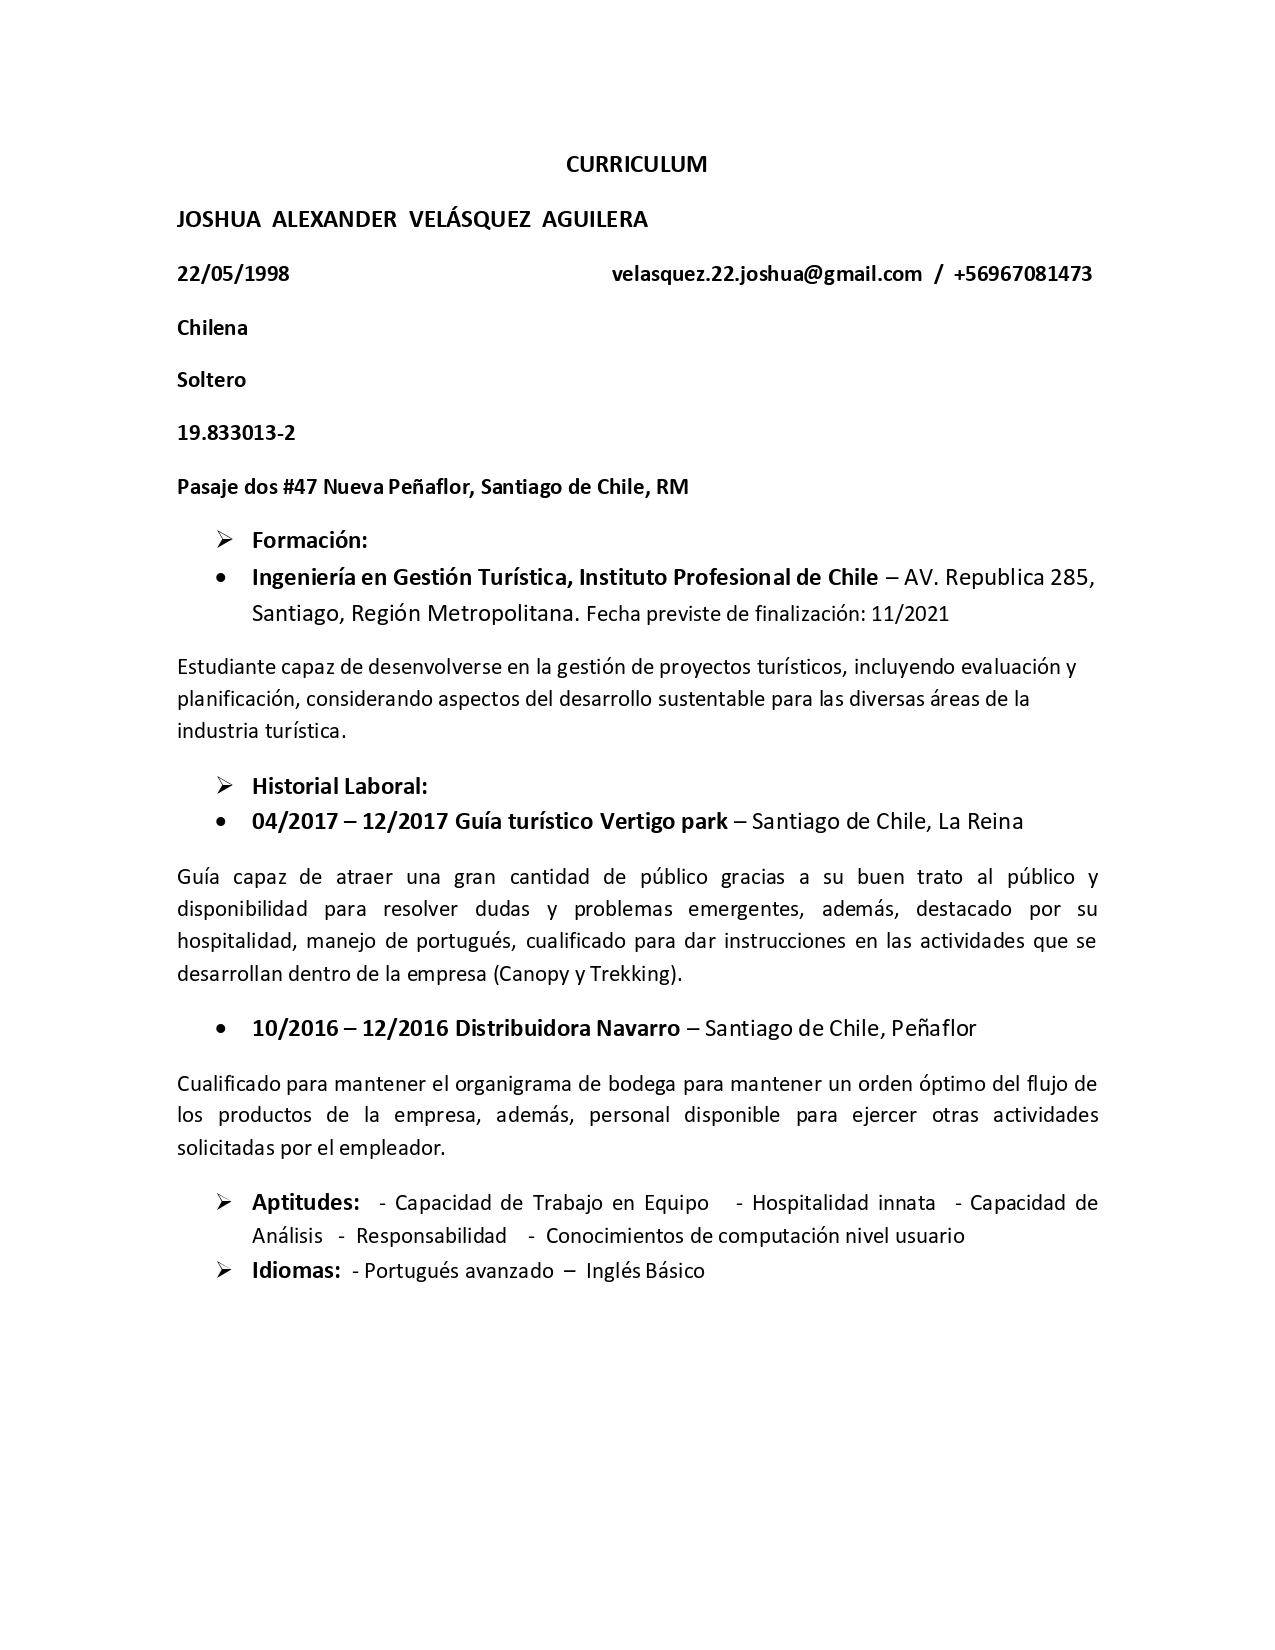 CURRICULUM
JOSHUA ALEXANDER VELÁSQUEZ AGUILERA
22/05/1998 velasquez.22.joshua@gmail.com / +56967081473
Chilena
Soltero
19.833013-2
Pasaje dos #47 Nueva Peñaflor, Santiago de Chile, RM
➢ Formación:
• Ingeniería en Gestión Turística, Instituto Profesional de Chile – AV. Republica 285,
Santiago, Región Metropolitana. Fecha previste de finalización: 11/2021
Estudiante capaz de desenvolverse en la gestión de proyectos turísticos, incluyendo evaluación y
planificación, considerando aspectos del desarrollo sustentable para las diversas áreas de la
industria turística.
➢ Historial Laboral:
• 04/2017 – 12/2017 Guía turístico Vertigo park – Santiago de Chile, La Reina
Guía capaz de atraer una gran cantidad de público gracias a su buen trato al público y
disponibilidad para resolver dudas y problemas emergentes, además, destacado por su
hospitalidad, manejo de portugués, cualificado para dar instrucciones en las actividades que se
desarrollan dentro de la empresa (Canopy y Trekking).
• 10/2016 – 12/2016 Distribuidora Navarro – Santiago de Chile, Peñaflor
Cualificado para mantener el organigrama de bodega para mantener un orden óptimo del flujo de
los productos de la empresa, además, personal disponible para ejercer otras actividades
solicitadas por el empleador.
➢ Aptitudes: - Capacidad de Trabajo en Equipo - Hospitalidad innata - Capacidad de
Análisis - Responsabilidad - Conocimientos de computación nivel usuario
➢ Idiomas: - Portugués avanzado – Inglés Básico